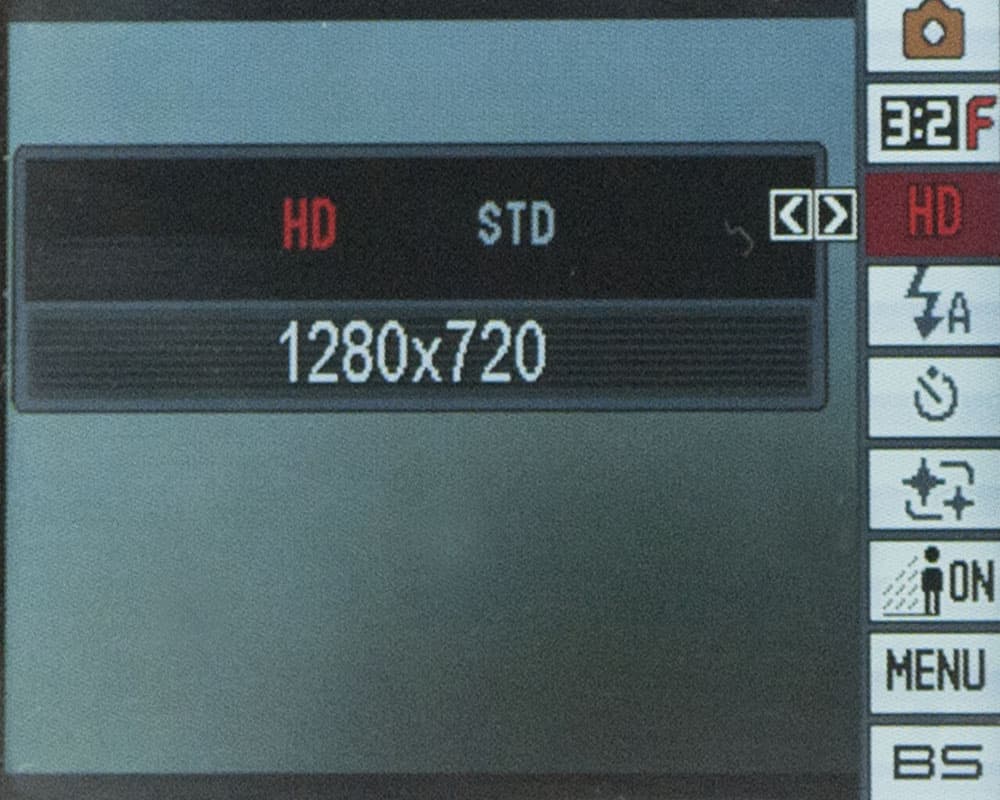 3:2 F
HD STD < > HD
1280x720
A
ON
MENU
BS